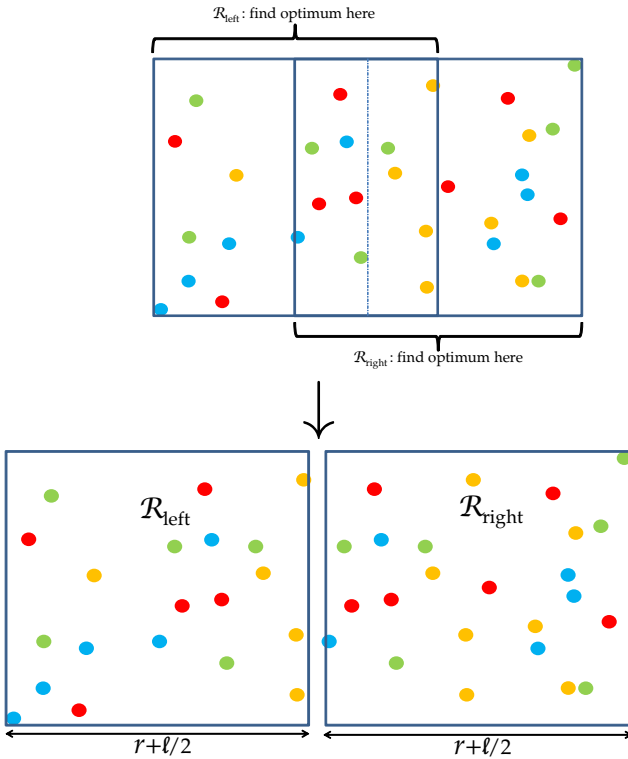 ℛleft : find optimum here
ℛright : find optimum here
ℛleft
ℛright
r+ℓ/2
r+ℓ/2